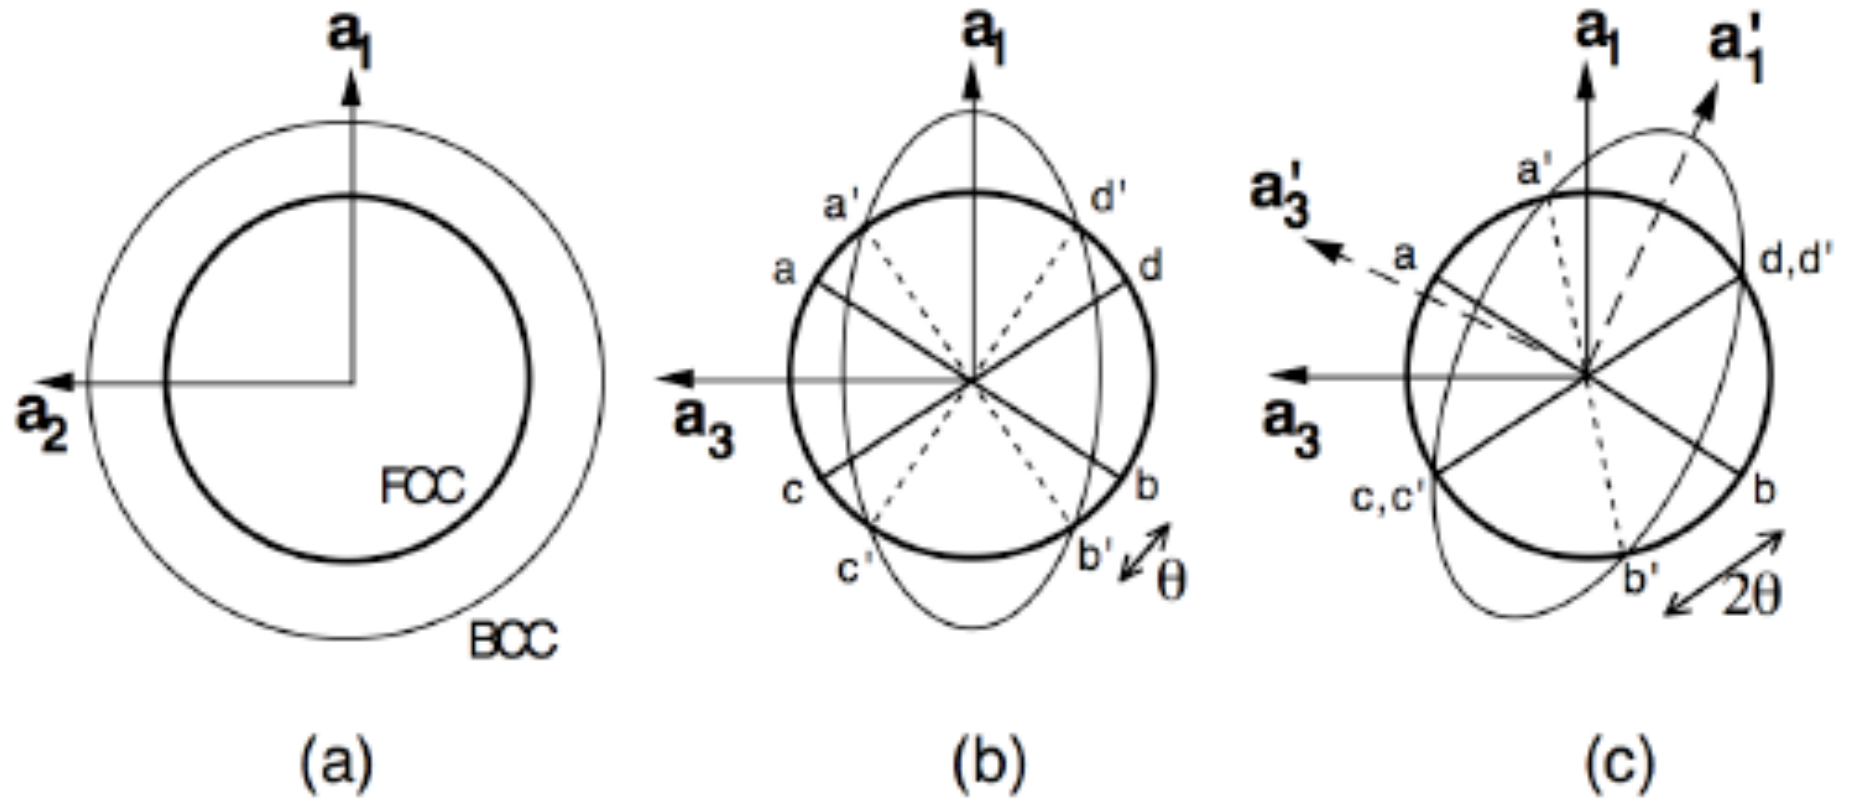 a1
a2
FCC
BCC
(a)
a1
a'
d'
a
d
a3
c
b
c'
b'
θ
(b)
a1
a'1
a'
a'3
a
d,d'
a3
c,c'
b
b'
2θ
(c)